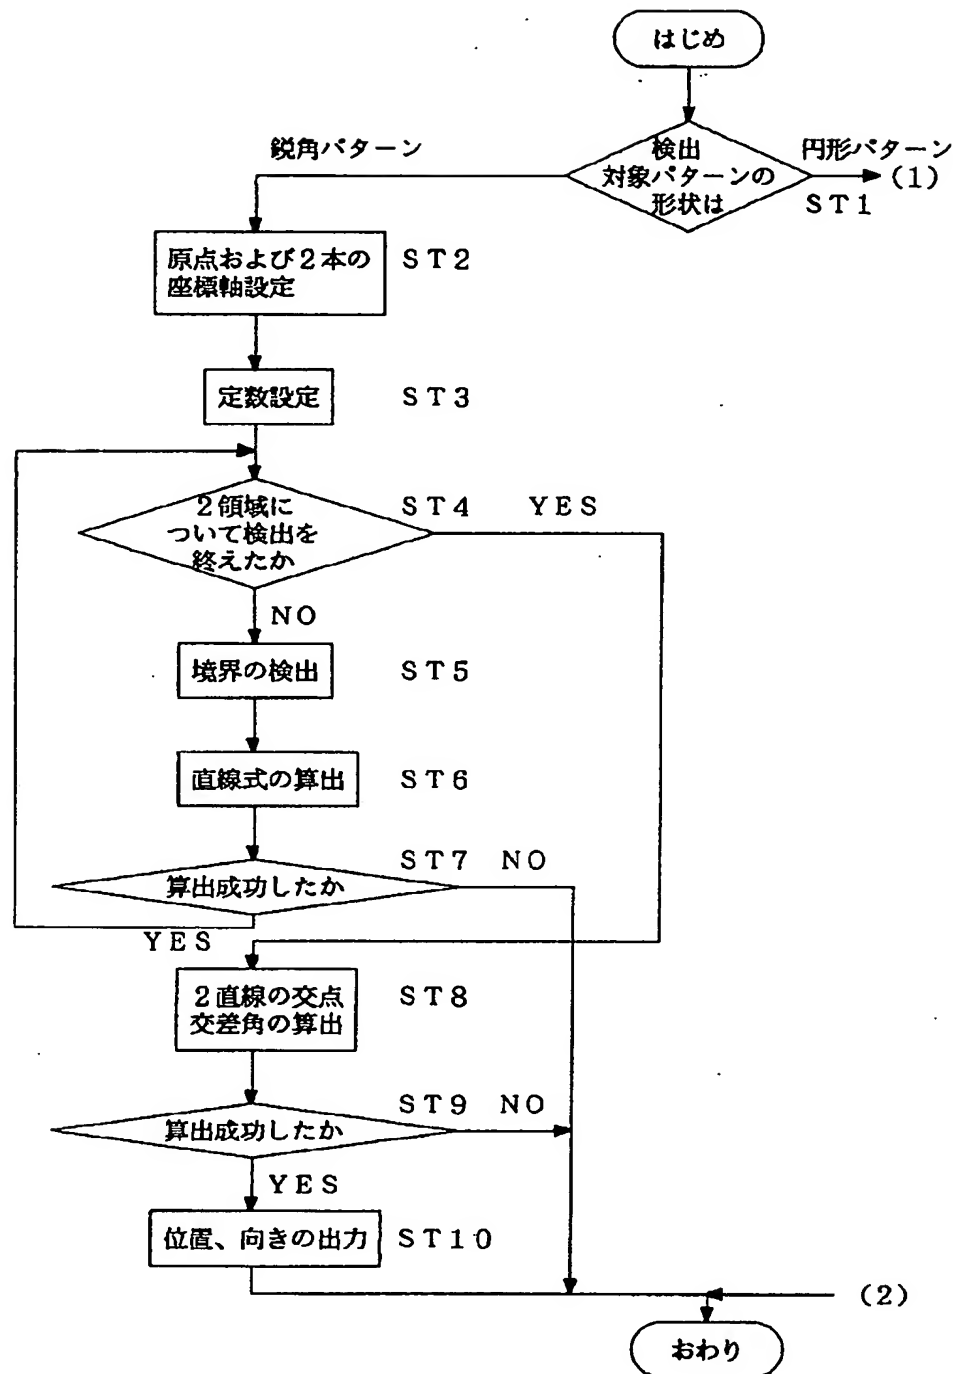 はじめ
鋭角パターン
検出
対象パターンの
形状は
円形パターン
(1)
ST1
原点および2本の
座標軸設定
ST2
定数設定
ST3
2領域に
ついて検出を
終えたか
ST4 YES
NO
境界の検出
ST5
直線式の算出
ST6
算出成功したか
ST7 NO
YES
2直線の交点
交差角の算出
ST8
算出成功したか
ST9 NO
YES
位置、向きの出力
ST10
(2)
おわり